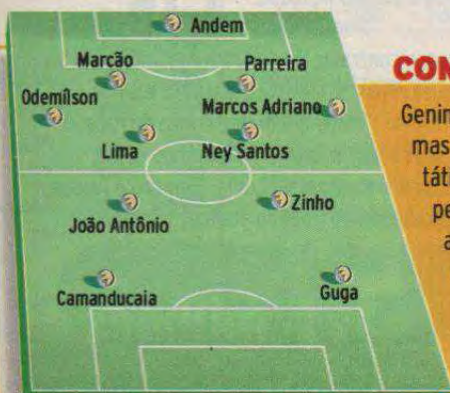 Andem
Marcão
Parreira
Odemílson
Marcos Adriano
Lima
Ney Santos
João Antônio
Zinho
Camanducaia
Guga
CON
Genin
mas
táti
pe
a